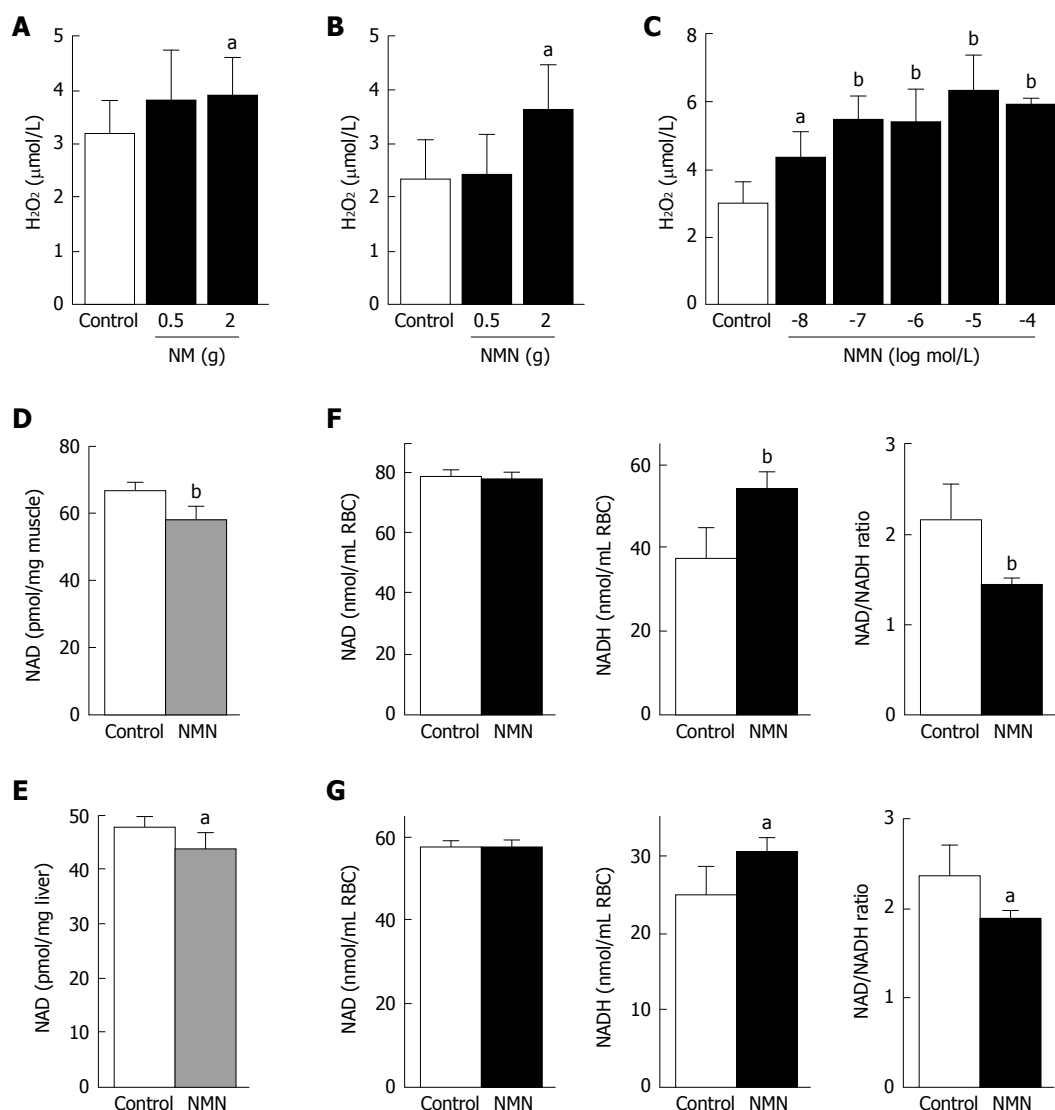 A
H₂O₂ (μmol/L)
5
4
3
2
1
0
a
Control
0.5
2
NM (g)
B
H₂O₂ (μmol/L)
5
4
3
2
1
0
a
Control
0.5
2
NMN (g)
C
H₂O₂ (μmol/L)
8
6
4
2
0
a
b
b
b
b
Control
-8
-7
-6
-5
-4
NMN (log mol/L)
D
NAD (pmol/mg muscle)
80
60
40
20
0
b
Control NMN
F
NAD (nmol/mL RBC)
80
60
40
20
0
Control NMN
NADH (nmol/mL RBC)
60
40
20
0
b
Control NMN
NAD/NADH ratio
3
2
1
0
b
Control NMN
E
NAD (pmol/mg liver)
50
40
30
20
10
0
a
Control NMN
G
NAD (nmol/mL RBC)
60
40
20
0
Control NMN
NADH (nmol/mL RBC)
30
20
10
0
a
Control NMN
NAD/NADH ratio
3
2
1
0
a
Control NMN